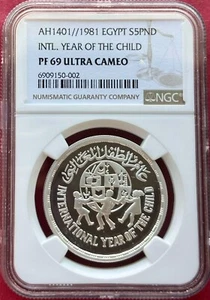 AH1401//1981 EGYPT S5PND
INTL. YEAR OF THE CHILD
PF 69 ULTRA CAMEO
6909150-002
NUMISMATIC GUARANTY COMPANY
NGC
INTERNATIONAL YEAR OF THE CHILD